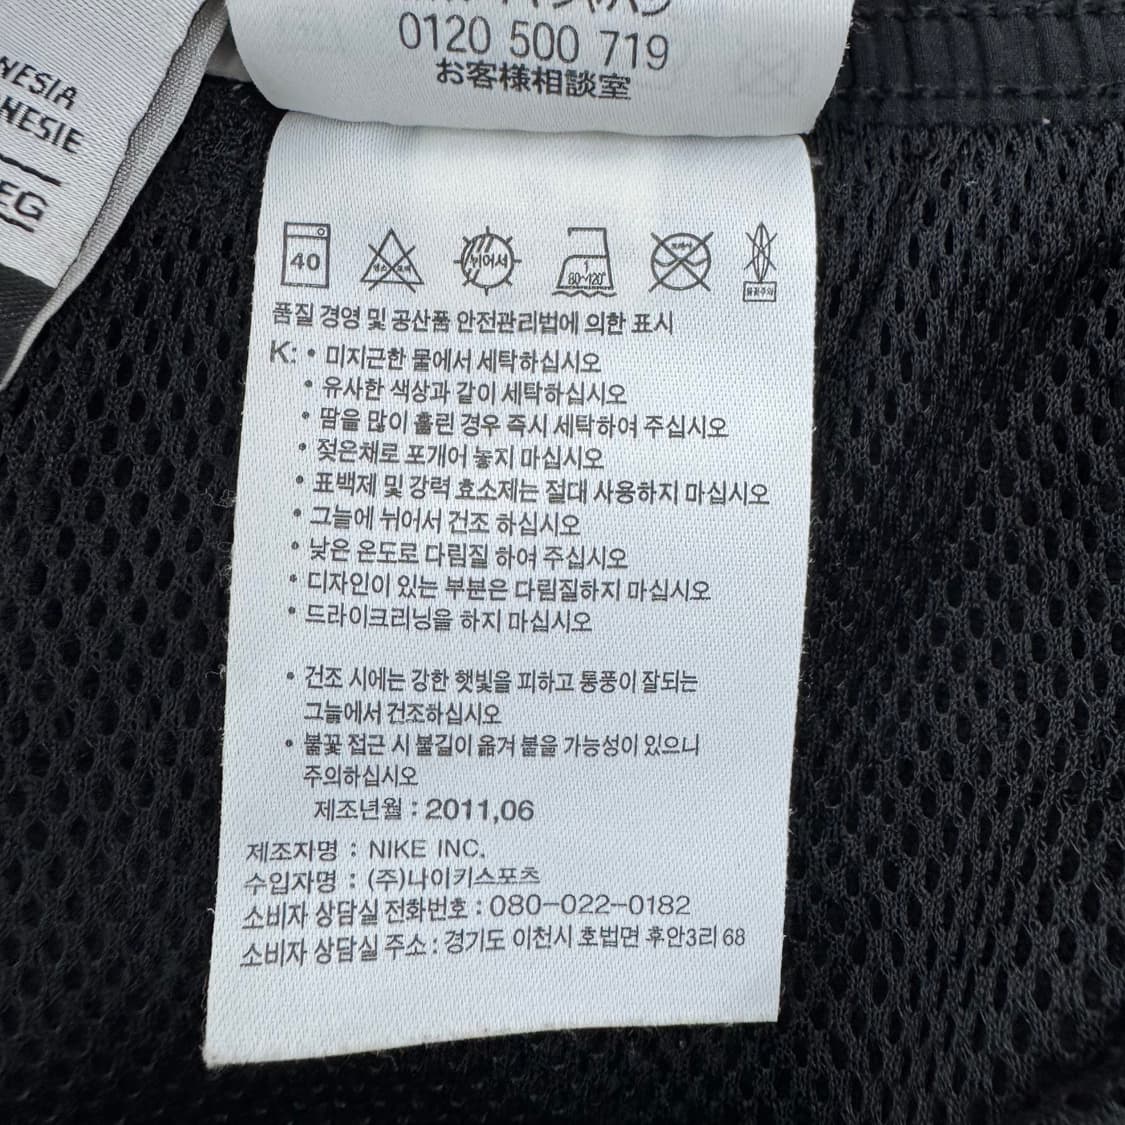 NESIA
NESIE
EG
0120 500 719
お客様相談室
40
뉘어서
80~120°
품질 경영 및 공산품 안전관리법에 의한 표시
K: • 미지근한 물에서 세탁하십시오
• 유사한 색상과 같이 세탁하십시오
• 땀을 많이 흘린 경우 즉시 세탁하여 주십시오
• 젖은채로 포개어 놓지 마십시오
• 표백제 및 강력 효소제는 절대 사용하지 마십시오
• 그늘에 뉘어서 건조 하십시오
• 낮은 온도로 다림질 하여 주십시오
• 디자인이 있는 부분은 다림질하지 마십시오
• 드라이크리닝을 하지 마십시오
• 건조 시에는 강한 햇빛을 피하고 통풍이 잘되는
그늘에서 건조하십시오
• 불꽃 접근 시 불길이 옮겨 붙을 가능성이 있으니
주의하십시오
제조년월 : 2011,06
제조자명 : NIKE INC.
수입자명 : (주)나이키스포츠
소비자 상담실 전화번호 : 080-022-0182
소비자 상담실 주소 : 경기도 이천시 호법면 후안3리 68